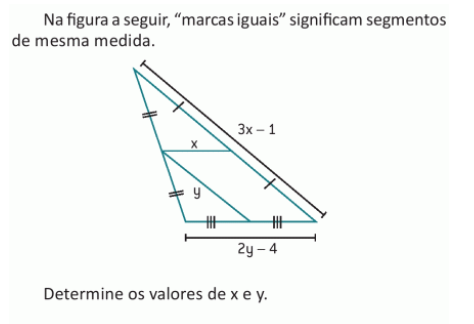 Na figura a seguir, “marcas iguais” significam segmentos
de mesma medida.
3x – 1
x
y
2y – 4
Determine os valores de x e y.